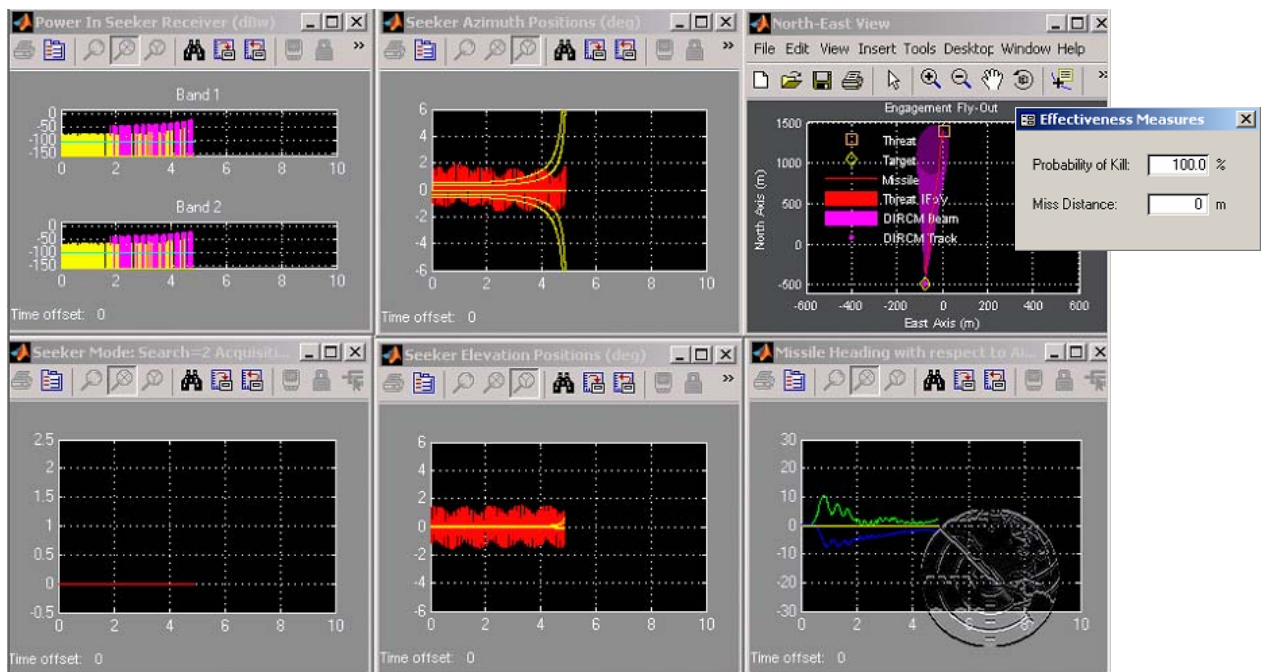 Power In Seeker Receiver (dBw)
Band 1
0
-50
-100
-150
0 2 4 6 8 10
Band 2
0
-50
-100
-150
0 2 4 6 8 10
Time offset: 0
Seeker Azimuth Positions (deg)
6
4
2
0
-2
-4
-6
0 2 4 6 8 10
Time offset: 0
North-East View
File Edit View Insert Tools Desktop Window Help
Engagement Fly-Out
1500
1000
500
0
-500
North Axis (m)
Threat
Target
Missile
Threat IFoV
DIRCM Beam
DIRCM Track
-600 -400 -200 0 200 400 600
East Axis (m)
Effectiveness Measures
Probability of Kill: 100.0 %
Miss Distance: 0 m
Seeker Mode: Search=2 Acquisiti...
2.5
2
1.5
1
0.5
0
-0.5
0 2 4 6 8 10
Time offset: 0
Seeker Elevation Positions (deg)
6
4
2
0
-2
-4
-6
0 2 4 6 8 10
Time offset: 0
Missile Heading with respect to Ai...
30
20
10
0
-10
-20
-30
0 2 4 6 8 10
Time offset: 0